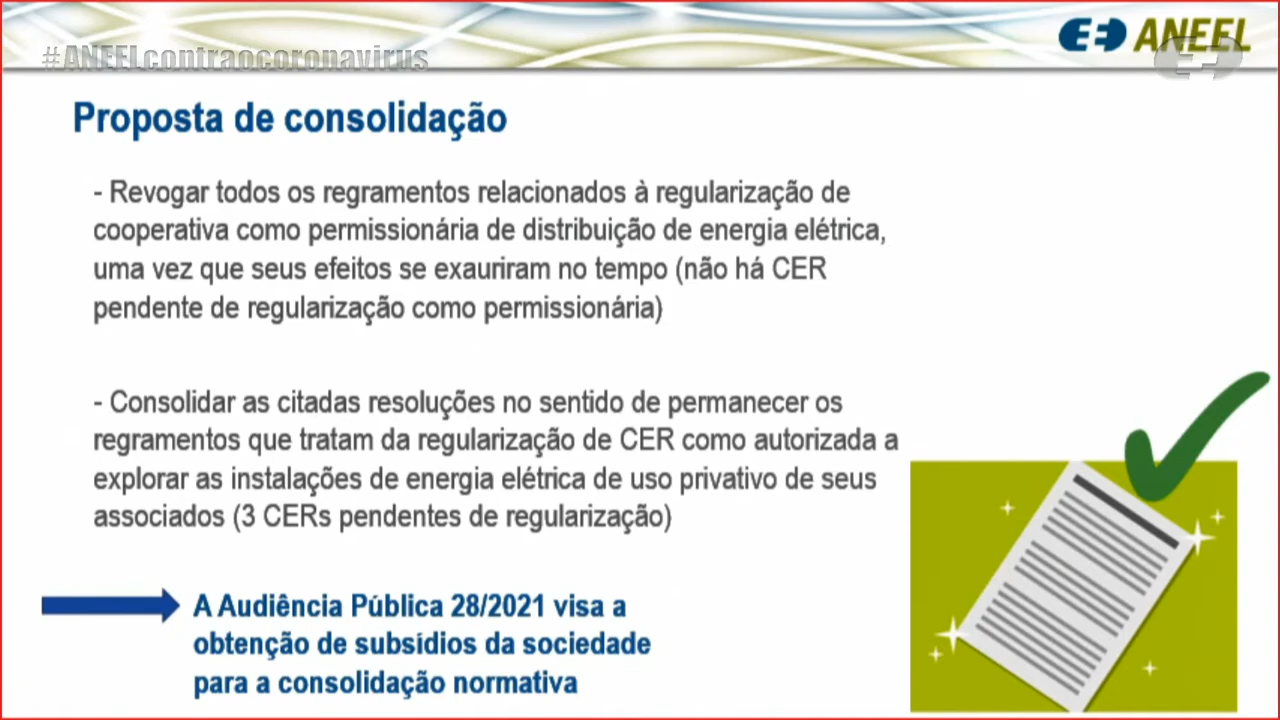 #ANEELcontraocoronavirus
ANEEL
Proposta de consolidação
- Revogar todos os regramentos relacionados à regularização de
cooperativa como permissionária de distribuição de energia elétrica,
uma vez que seus efeitos se exauriram no tempo (não há CER
pendente de regularização como permissionária)
- Consolidar as citadas resoluções no sentido de permanecer os
regramentos que tratam da regularização de CER como autorizada a
explorar as instalações de energia elétrica de uso privativo de seus
associados (3 CERs pendentes de regularização)
A Audiência Pública 28/2021 visa a
obtenção de subsídios da sociedade
para a consolidação normativa